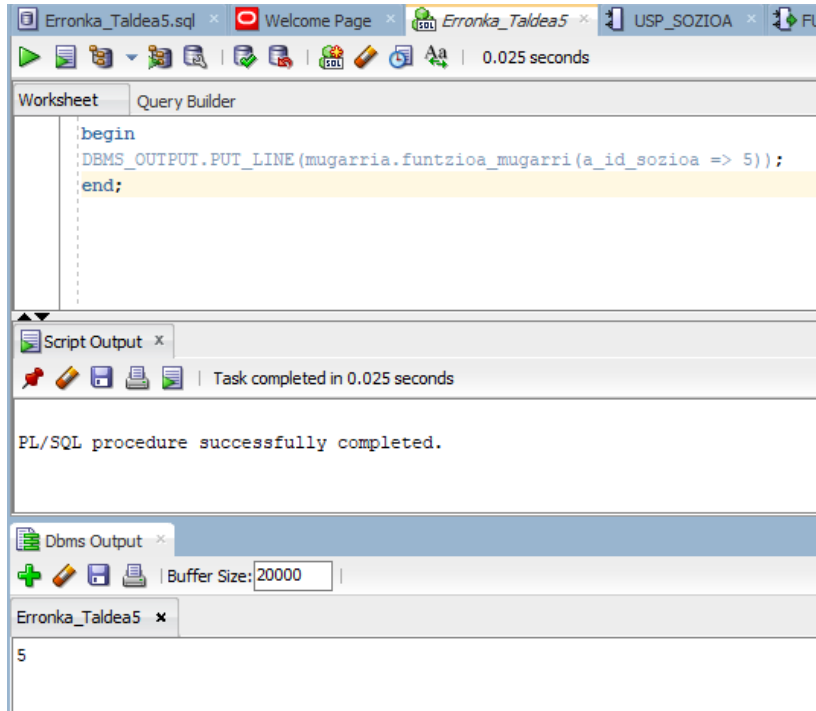 Erronka_Taldea5.sql × Welcome Page × Erronka_Taldea5 × USP_SOZIOA × FU
0.025 seconds
Worksheet Query Builder
begin
DBMS_OUTPUT.PUT_LINE(mugarria.funtzioa_mugarri(a_id_sozioa => 5));
end;
Script Output x
Task completed in 0.025 seconds
PL/SQL procedure successfully completed.
Dbms Output ×
Buffer Size: 20000
Erronka_Taldea5 ×
5